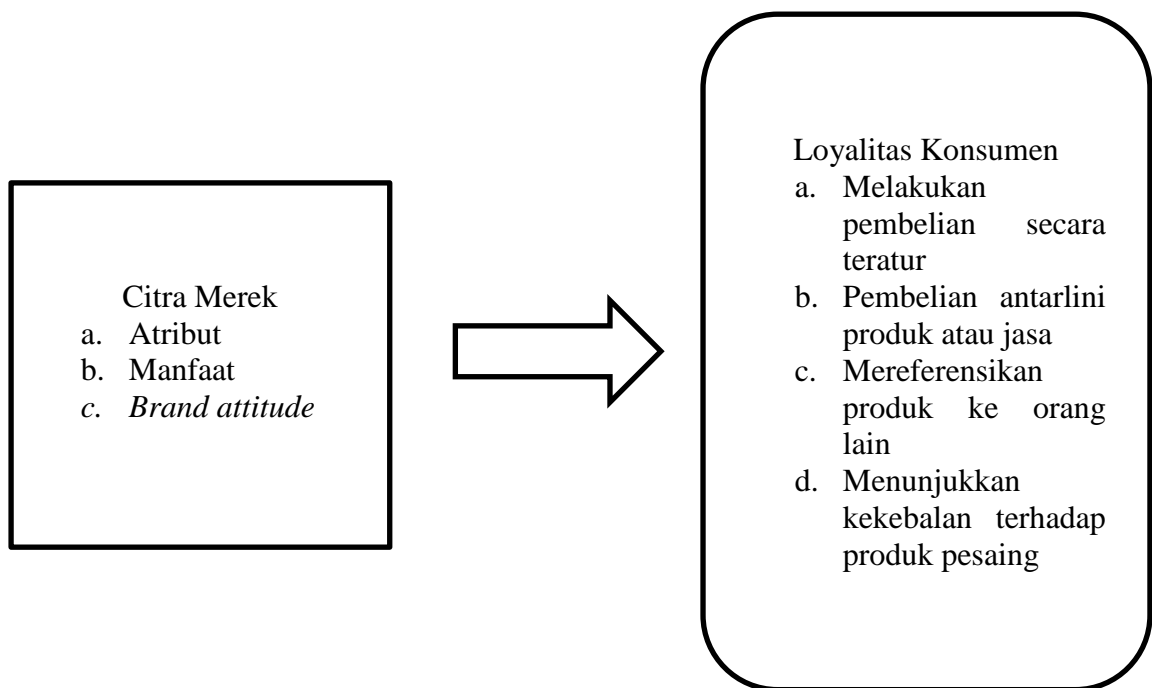 Citra Merek
a. Atribut
b. Manfaat
c. Brand attitude
Loyalitas Konsumen
a. Melakukan
pembelian secara
teratur
b. Pembelian antarlini
produk atau jasa
c. Mereferensikan
produk ke orang
lain
d. Menunjukkan
kekebalan terhadap
produk pesaing